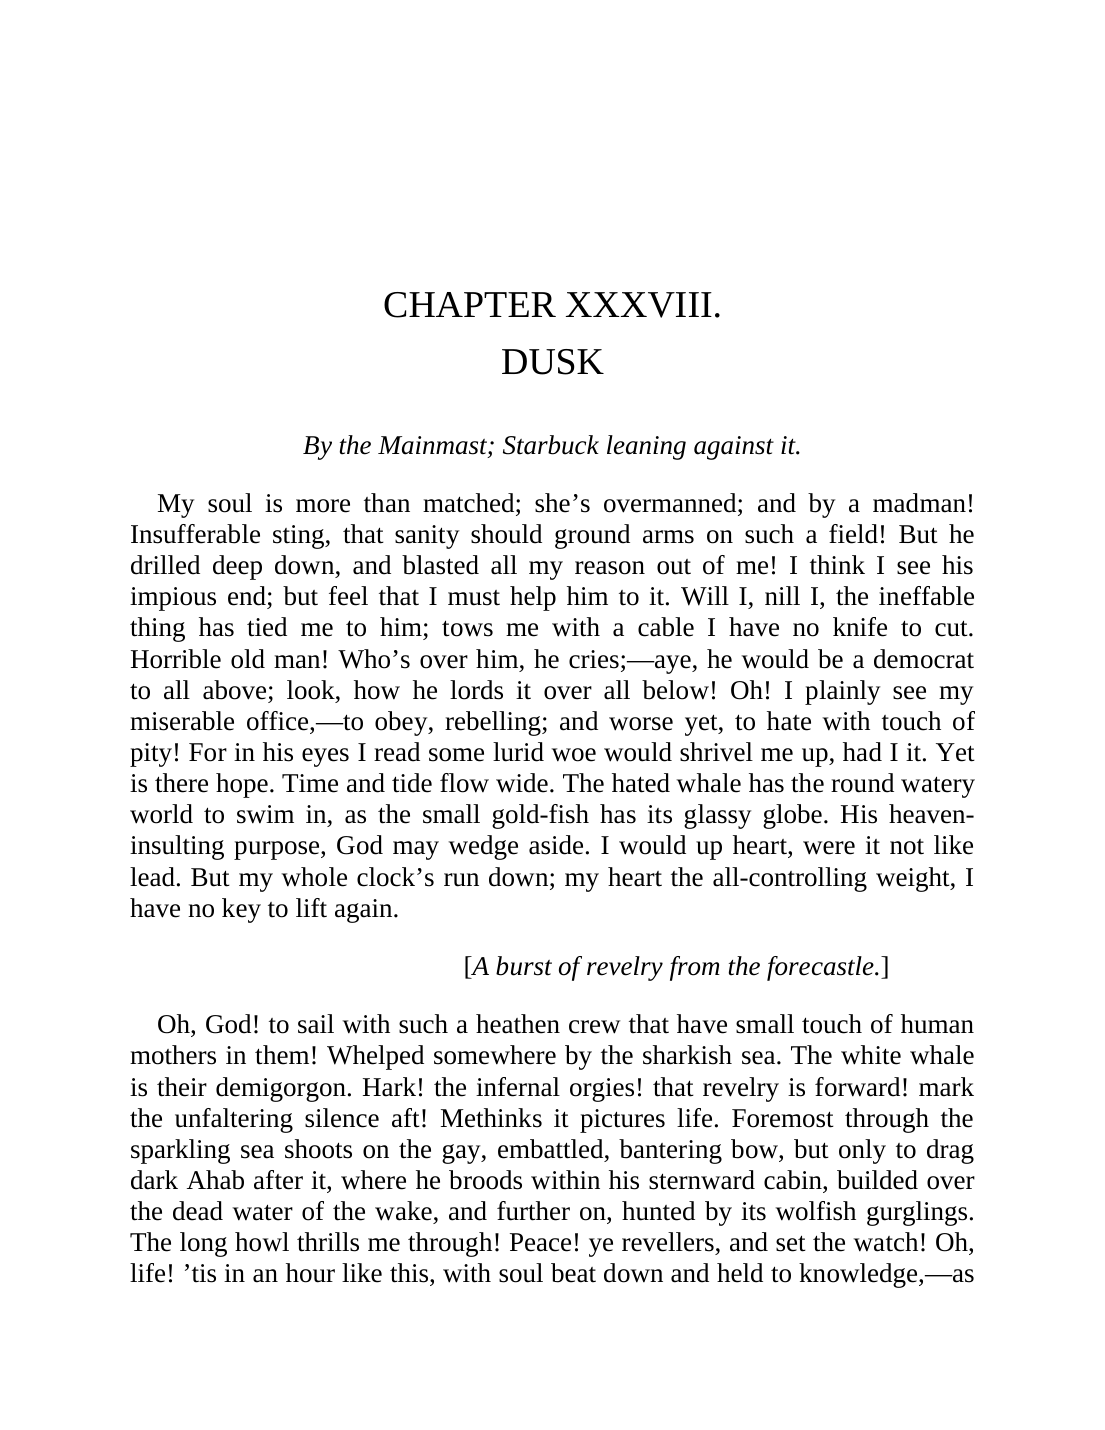 CHAPTER XXXVIII.
DUSK
By the Mainmast; Starbuck leaning against it.
My soul is more than matched; she’s overmanned; and by a madman!
Insufferable sting, that sanity should ground arms on such a field! But he
drilled deep down, and blasted all my reason out of me! I think I see his
impious end; but feel that I must help him to it. Will I, nill I, the ineffable
thing has tied me to him; tows me with a cable I have no knife to cut.
Horrible old man! Who’s over him, he cries;—aye, he would be a democrat
to all above; look, how he lords it over all below! Oh! I plainly see my
miserable office,—to obey, rebelling; and worse yet, to hate with touch of
pity! For in his eyes I read some lurid woe would shrivel me up, had I it. Yet
is there hope. Time and tide flow wide. The hated whale has the round watery
world to swim in, as the small gold-fish has its glassy globe. His heaven-
insulting purpose, God may wedge aside. I would up heart, were it not like
lead. But my whole clock’s run down; my heart the all-controlling weight, I
have no key to lift again.
[A burst of revelry from the forecastle.]
Oh, God! to sail with such a heathen crew that have small touch of human
mothers in them! Whelped somewhere by the sharkish sea. The white whale
is their demigorgon. Hark! the infernal orgies! that revelry is forward! mark
the unfaltering silence aft! Methinks it pictures life. Foremost through the
sparkling sea shoots on the gay, embattled, bantering bow, but only to drag
dark Ahab after it, where he broods within his sternward cabin, builded over
the dead water of the wake, and further on, hunted by its wolfish gurglings.
The long howl thrills me through! Peace! ye revellers, and set the watch! Oh,
life! ’tis in an hour like this, with soul beat down and held to knowledge,—as